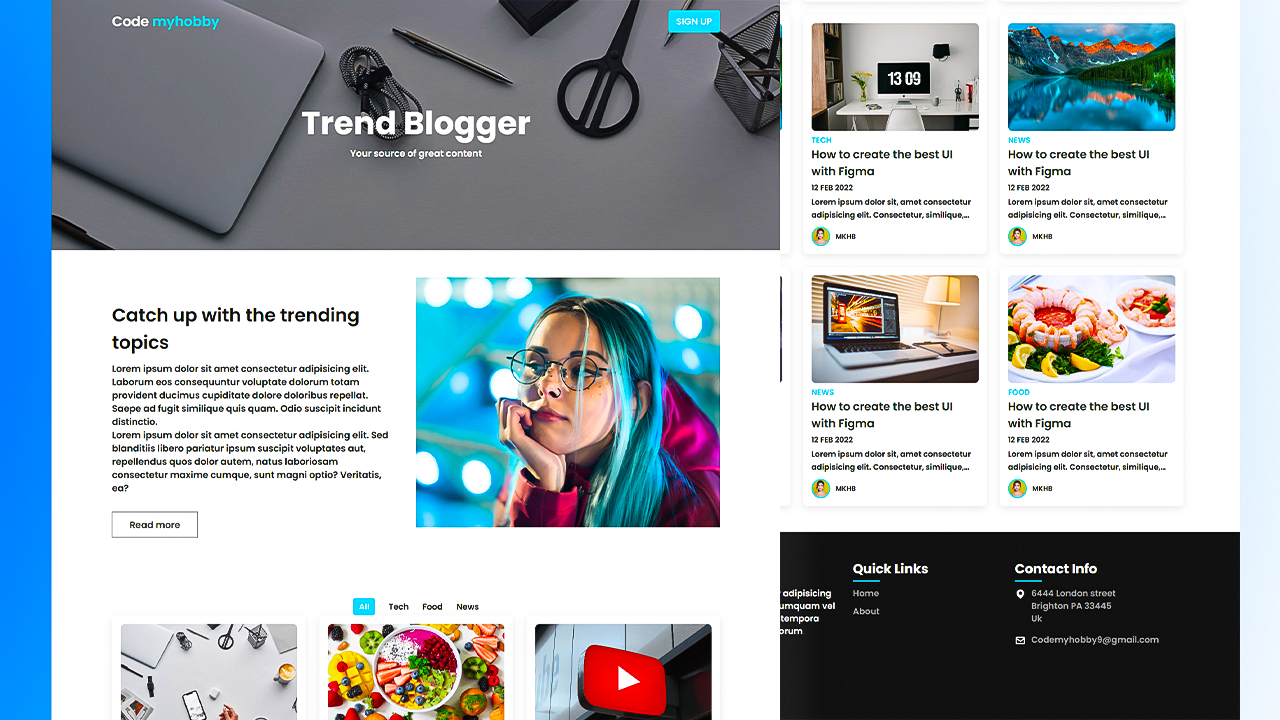 Code myhobby
SIGN UP
Trend Blogger
Your source of great content
Catch up with the trending
topics
Lorem ipsum dolor sit amet consectetur adipisicing elit.
Laborum eos consequuntur voluptate dolorum totam
provident ducimus cupiditate dolore doloribus repellat.
Saepe ad fugit similique quis quam. Odio suscipit incidunt
distinctio.
Lorem ipsum dolor sit amet consectetur adipisicing elit. Sed
blanditiis libero pariatur ipsum suscipit voluptates aut,
repellendus quos dolor autem, natus laboriosam
consectetur maxime cumque, sunt magni optio? Veritatis,
ea?
Read more
All Tech Food News
13 09
TECH
How to create the best UI
with Figma
12 FEB 2022
Lorem ipsum dolor sit, amet consectetur
adipisicing elit. Consectetur, similique,...
MKHB
NEWS
How to create the best UI
with Figma
12 FEB 2022
Lorem ipsum dolor sit, amet consectetur
adipisicing elit. Consectetur, similique,...
MKHB
NEWS
How to create the best UI
with Figma
12 FEB 2022
Lorem ipsum dolor sit, amet consectetur
adipisicing elit. Consectetur, similique,...
MKHB
FOOD
How to create the best UI
with Figma
12 FEB 2022
Lorem ipsum dolor sit, amet consectetur
adipisicing elit. Consectetur, similique,...
MKHB
adipisicing
umquam vel
tempora
orum
Quick Links
Home
About
Contact Info
6444 London street
Brighton PA 33445
Uk
Codemyhobby9@gmail.com